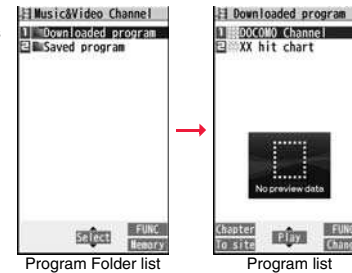 Music&Video Channel
1 Downloaded program
2 Saved program
Select
FUNC
Memory
Program Folder list
Downloaded program
1 DOCOMO Channel
2 XX hit chart
No preview data
Chapter
Play
FUNC
To site
Chang
Program list